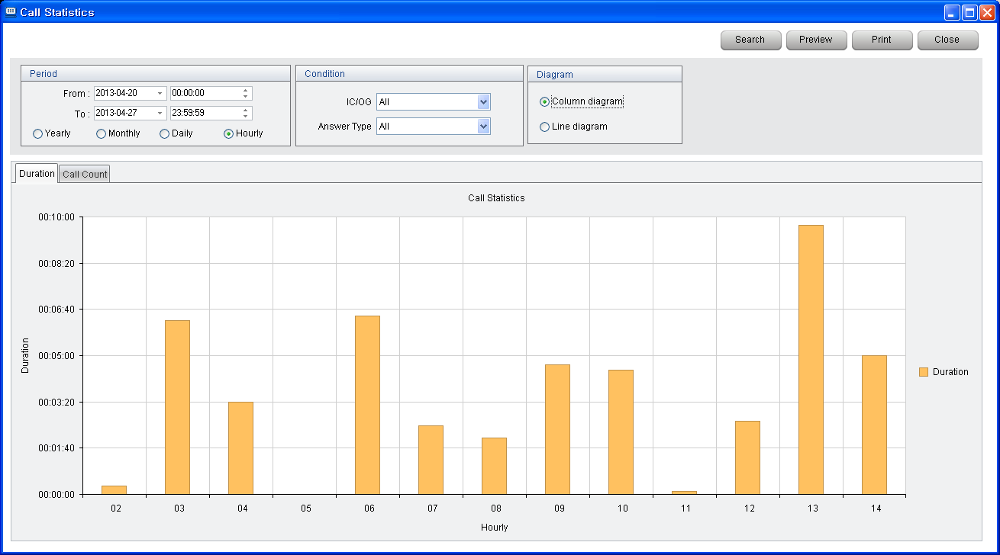 Call Statistics
Search Preview Print Close
Period Condition Diagram
From : 2013-04-20 00:00:00
To : 2013-04-27 23:59:59
Yearly Monthly Daily Hourly
IC/OG All
Answer Type All
Column diagram
Line diagram
Duration Call Count
Call Statistics
00:10:00
00:08:20
00:06:40
00:05:00
00:03:20
00:01:40
00:00:00
Duration
02 03 04 05 06 07 08 09 10 11 12 13 14
Hourly
Duration